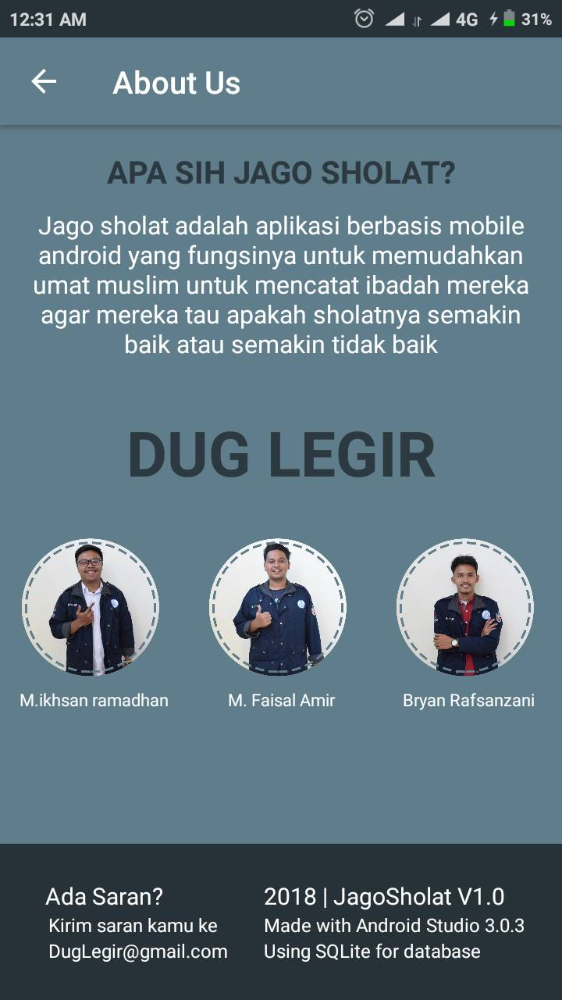 12:31 AM 4G 31%
About Us
APA SIH JAGO SHOLAT?
Jago sholat adalah aplikasi berbasis mobile
android yang fungsinya untuk memudahkan
umat muslim untuk mencatat ibadah mereka
agar mereka tau apakah sholatnya semakin
baik atau semakin tidak baik
DUG LEGIR
M.ikhsan ramadhan
M. Faisal Amir
Bryan Rafsanzani
Ada Saran?
Kirim saran kamu ke
DugLegir@gmail.com
2018 | JagoSholat V1.0
Made with Android Studio 3.0.3
Using SQLite for database